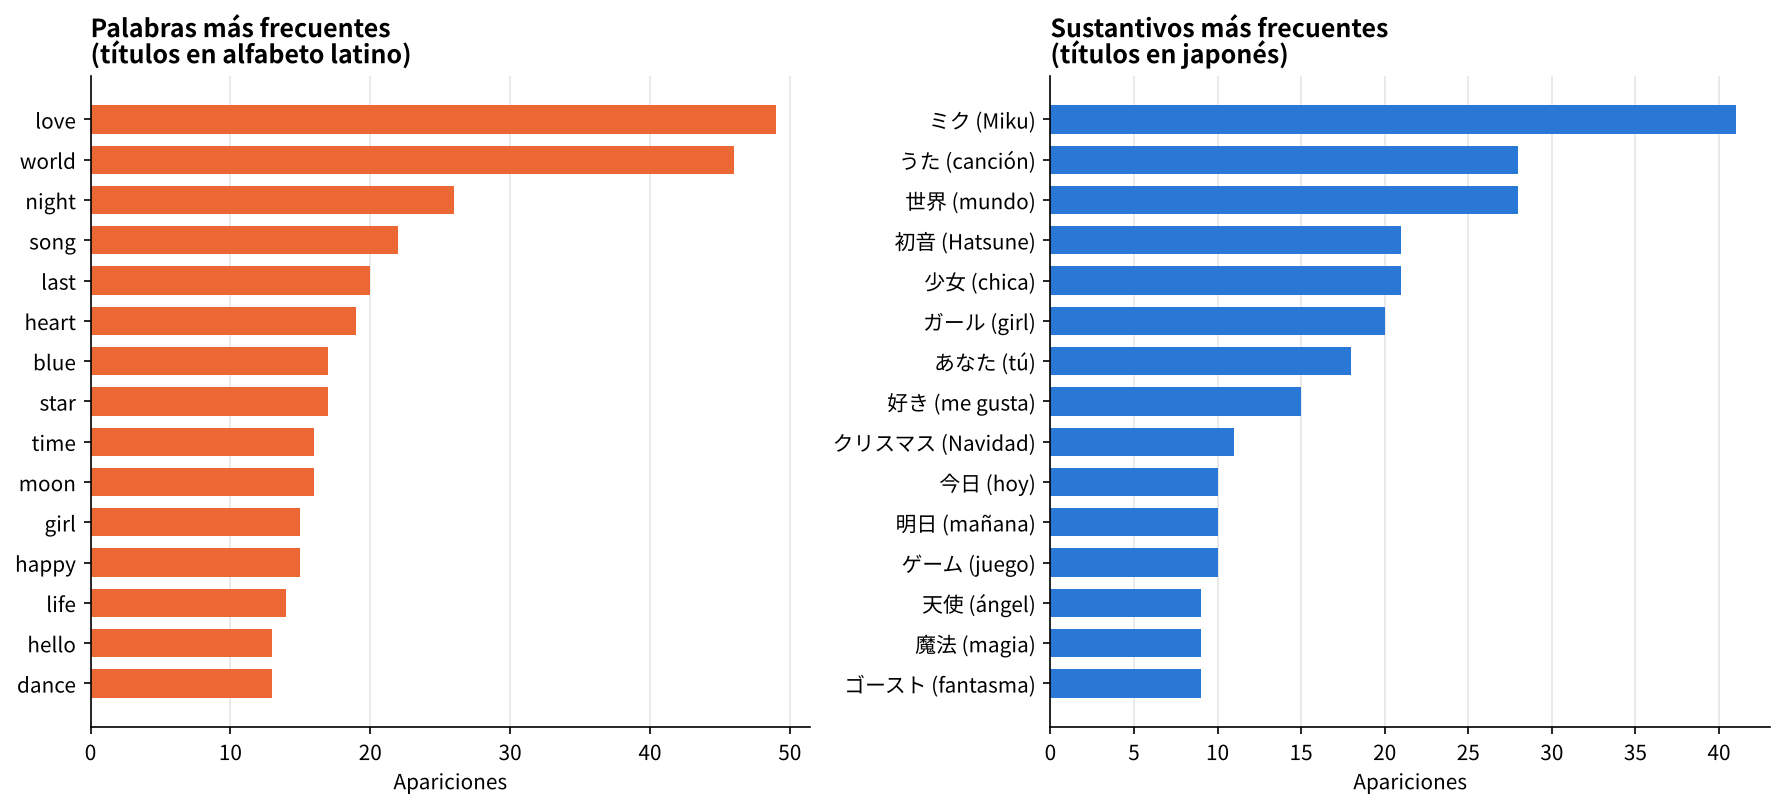 Palabras más frecuentes
(títulos en alfabeto latino)
love
world
night
song
last
heart
blue
star
time
moon
girl
happy
life
hello
dance
0 10 20 30 40 50
Apariciones
Sustantivos más frecuentes
(títulos en japonés)
ミク (Miku)
うた (canción)
世界 (mundo)
初音 (Hatsune)
少女 (chica)
ガール (girl)
あなた (tú)
好き (me gusta)
クリスマス (Navidad)
今日 (hoy)
明日 (mañana)
ゲーム (juego)
天使 (ángel)
魔法 (magia)
ゴースト (fantasma)
0 5 10 15 20 25 30 35 40
Apariciones